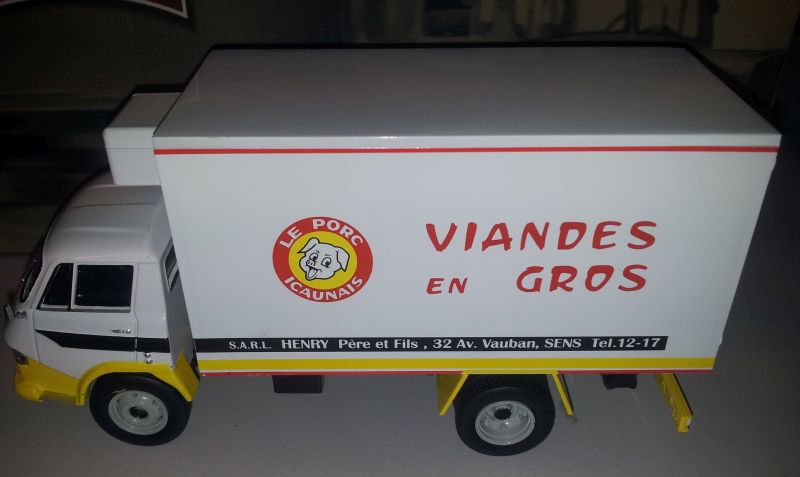 LE PORC
ICAUNAIS
VIANDES
EN GROS
S.A.R.L. HENRY Père et Fils , 32 Av. Vauban, SENS Tel.12-17